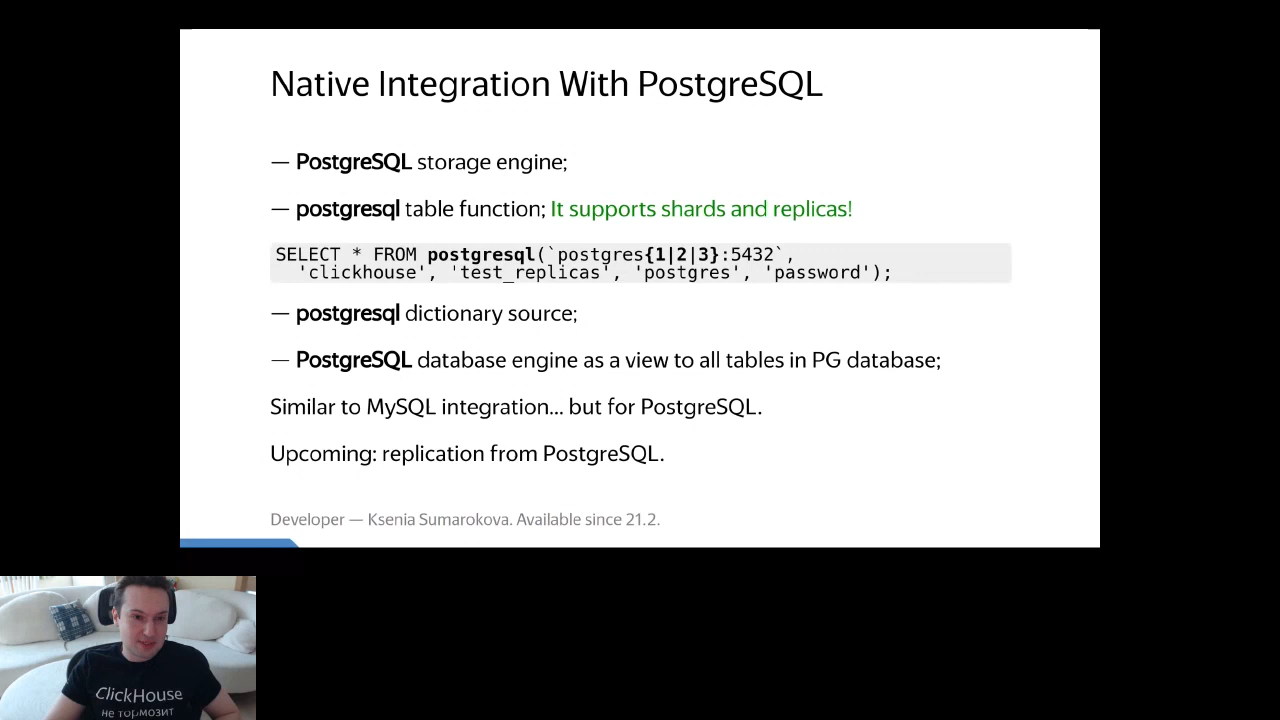 Native Integration With PostgreSQL
— PostgreSQL storage engine;
— postgresql table function; It supports shards and replicas!
SELECT * FROM postgresql(`postgres{1|2|3}:5432`,
'clickhouse', 'test_replicas', 'postgres', 'password');
— postgresql dictionary source;
— PostgreSQL database engine as a view to all tables in PG database;
Similar to MySQL integration... but for PostgreSQL.
Upcoming: replication from PostgreSQL.
Developer — Ksenia Sumarokova. Available since 21.2.
ClickHouse
не тормозит